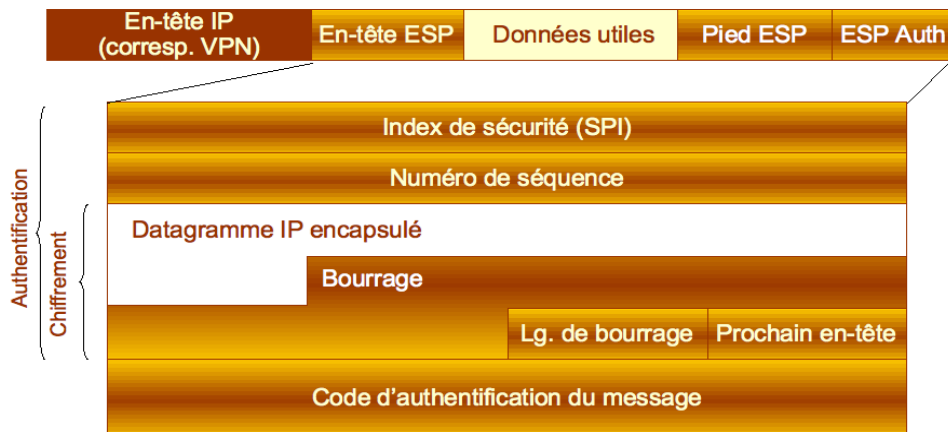 En-tête IP
(corresp. VPN)
En-tête ESP
Données utiles
Pied ESP
ESP Auth
Index de sécurité (SPI)
Numéro de séquence
Datagramme IP encapsulé
Bourrage
Lg. de bourrage
Prochain en-tête
Code d'authentification du message
Authentification
Chiffrement